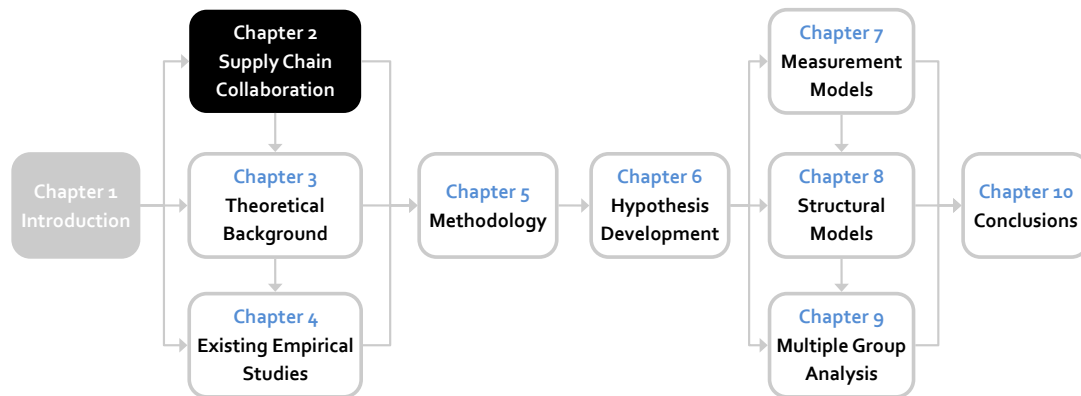 Chapter 1
Introduction
Chapter 2
Supply Chain
Collaboration
Chapter 3
Theoretical
Background
Chapter 4
Existing Empirical
Studies
Chapter 5
Methodology
Chapter 6
Hypothesis
Development
Chapter 7
Measurement
Models
Chapter 8
Structural
Models
Chapter 9
Multiple Group
Analysis
Chapter 10
Conclusions